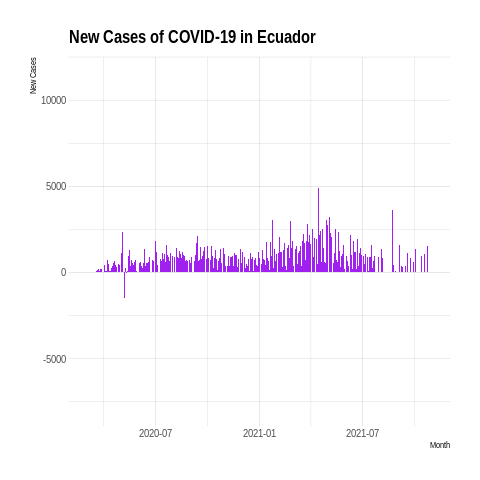 New Cases of COVID-19 in Ecuador
New Cases
10000
5000
0
-5000
2020-07
2021-01
2021-07
Month